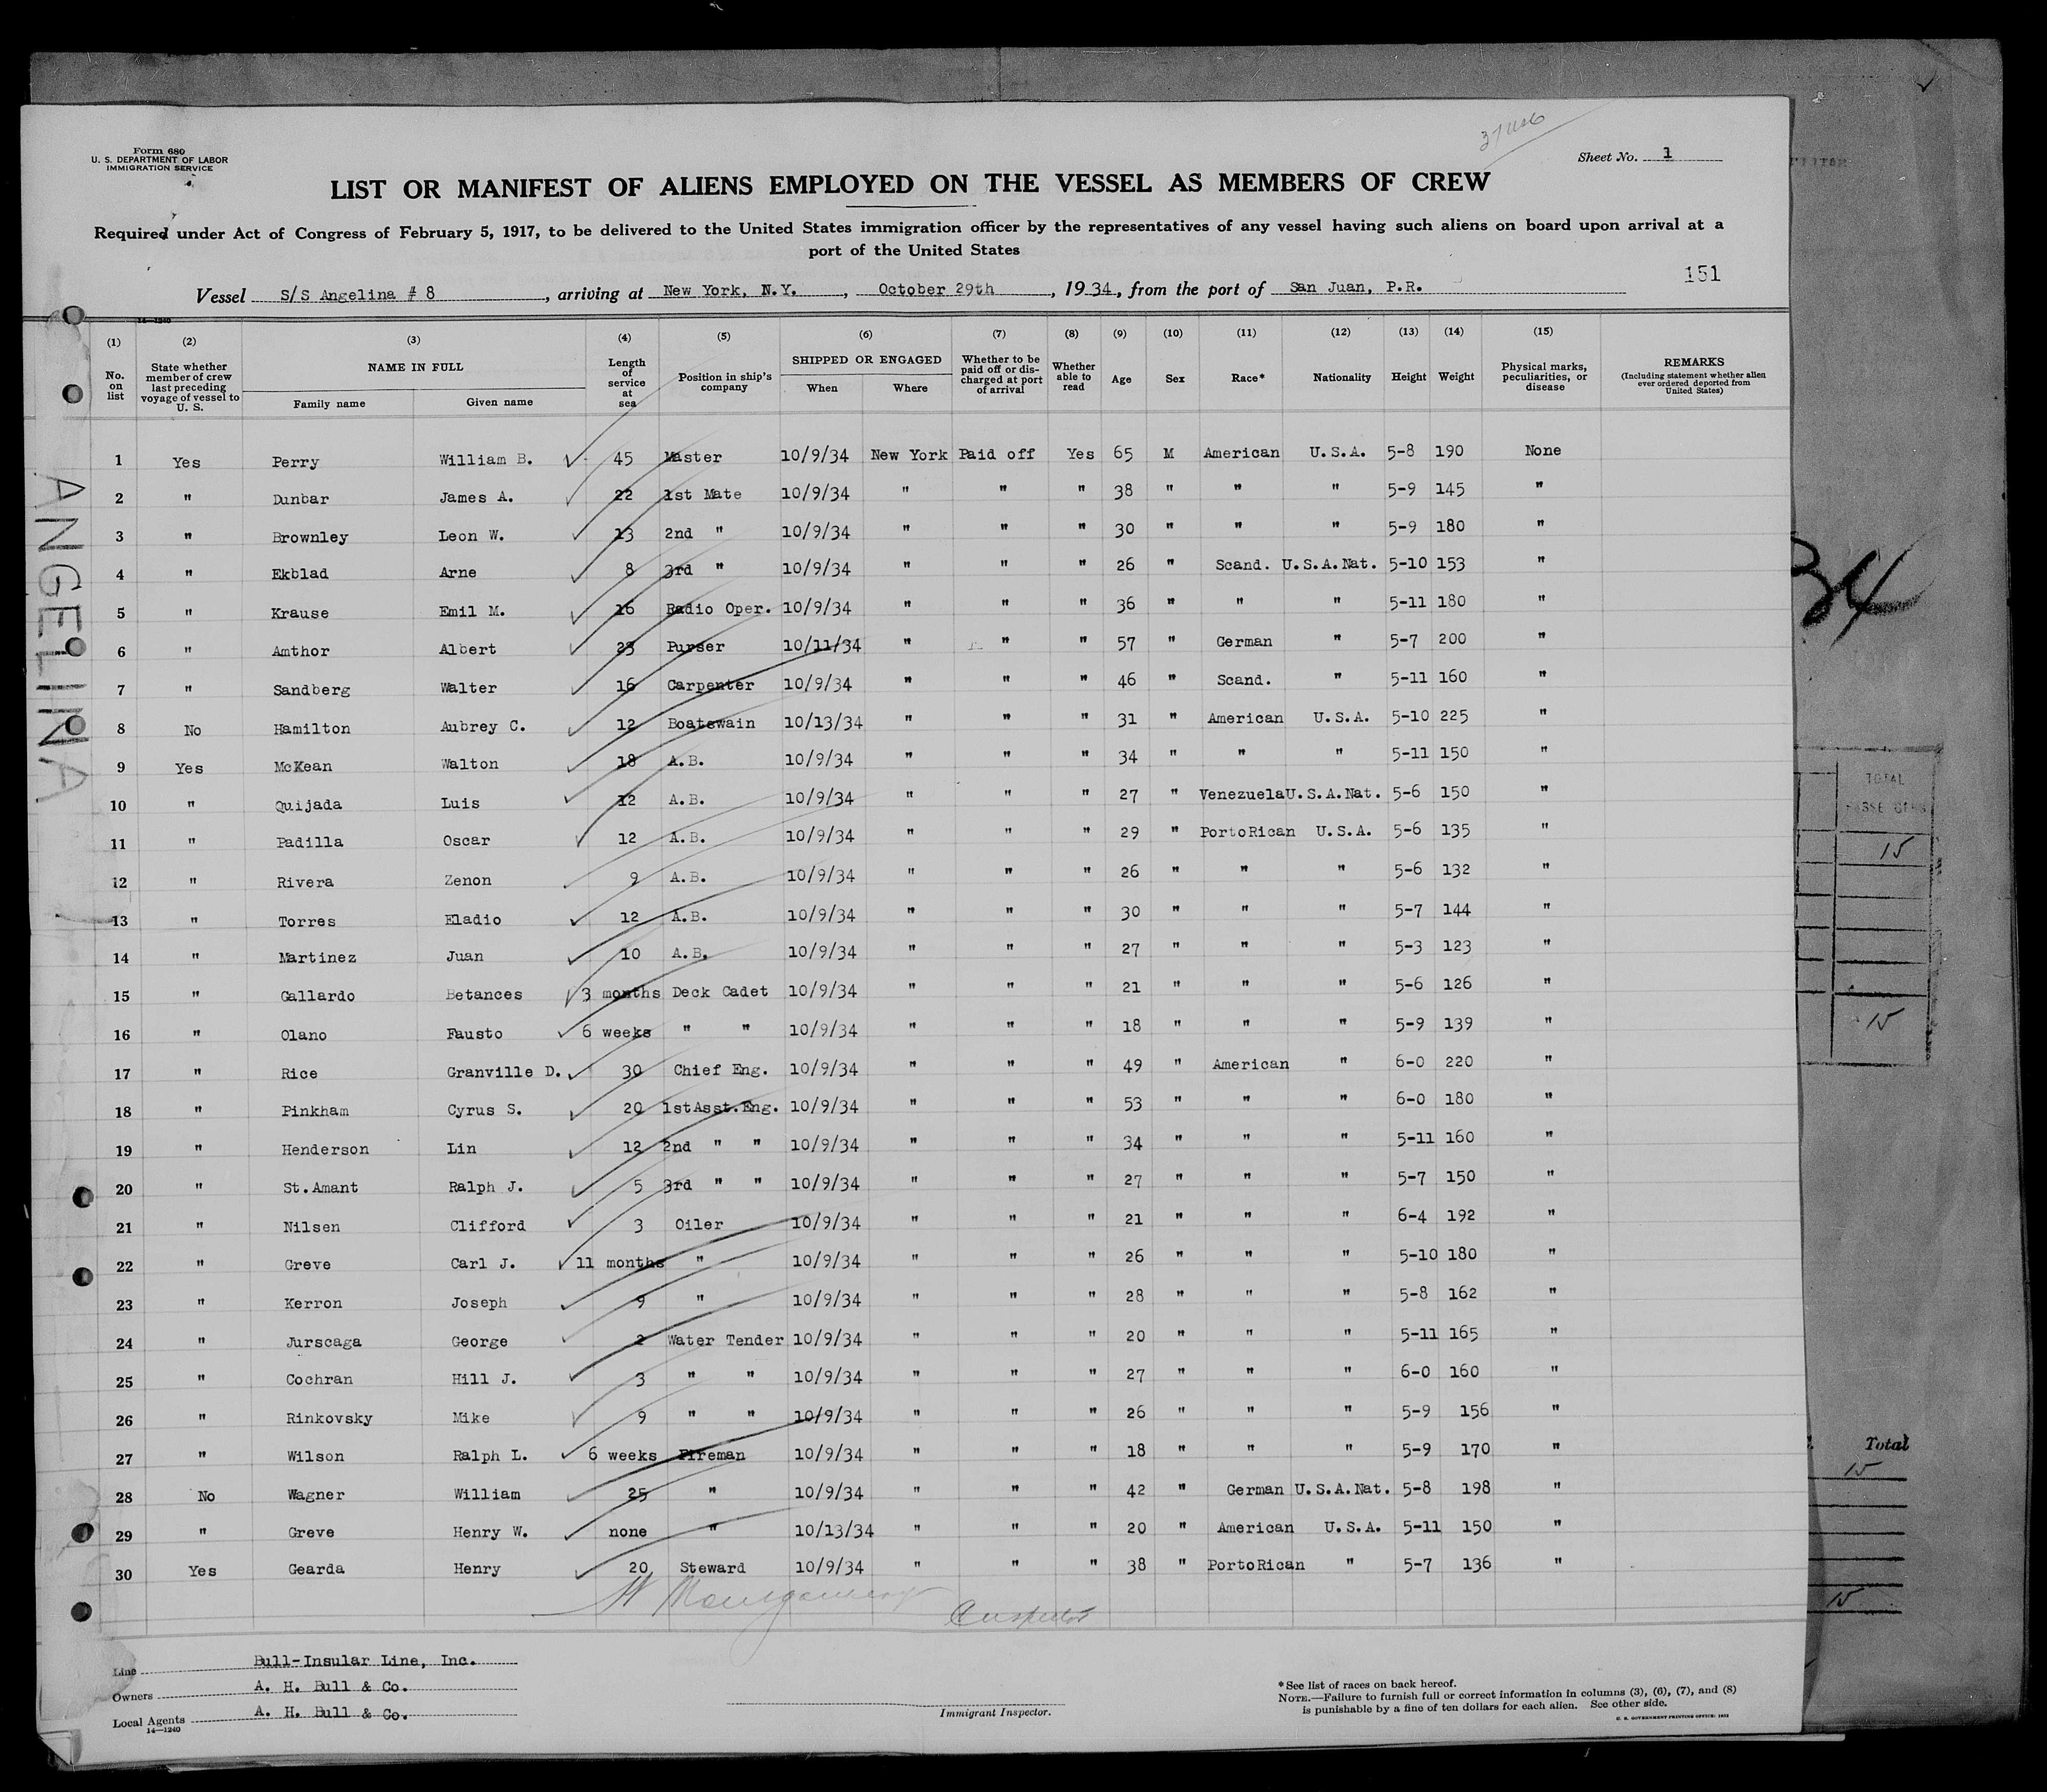 37 USC
Form 680
U. S. DEPARTMENT OF LABOR
IMMIGRATION SERVICE
Sheet No. 1
LIST OR MANIFEST OF ALIENS EMPLOYED ON THE VESSEL AS MEMBERS OF CREW
Required under Act of Congress of February 5, 1917, to be delivered to the United States immigration officer by the representatives of any vessel having such aliens on board upon arrival at a
port of the United States
151
Vessel S/S Angelina # 8, arriving at New York, N.Y., October 29th, 1934, from the port of San Juan, P.R.
14—1240
(1) (2) (3) (4) (5) (6) (7) (8) (9) (10) (11) (12) (13) (14) (15)
No. on list
State whether member of crew last preceding voyage of vessel to U. S.
NAME IN FULL
Family name Given name
Length of service at sea
Position in ship's company
SHIPPED OR ENGAGED
When Where
Whether to be paid off or discharged at port of arrival
Whether able to read
Age Sex Race* Nationality Height Weight
Physical marks, peculiarities, or disease
REMARKS
(Including statement whether alien ever ordered deported from United States)
1 Yes Perry William B. 45 Master 10/9/34 New York Paid off Yes 65 M American U.S.A. 5-8 190 None
2 " Dunbar James A. 22 1st Mate 10/9/34 " " " 38 " " " 5-9 145 "
3 " Brownley Leon W. 13 2nd " 10/9/34 " " " 30 " " " 5-9 180 "
4 " Ekblad Arne 8 3rd " 10/9/34 " " " 26 " Scand. U.S.A.Nat. 5-10 153 "
5 " Krause Emil M. 16 Radio Oper. 10/9/34 " " " 36 " " " 5-11 180 "
6 " Amthor Albert 23 Purser 10/11/34 " " " 57 " German " 5-7 200 "
7 " Sandberg Walter 16 Carpenter 10/9/34 " " " 46 " Scand. " 5-11 160 "
8 No Hamilton Aubrey C. 12 Boatswain 10/13/34 " " " 31 " American U.S.A. 5-10 225 "
9 Yes McKean Walton 18 A.B. 10/9/34 " " " 34 " " " 5-11 150 "
10 " Quijada Luis 12 A.B. 10/9/34 " " " 27 " Venezuela U.S.A.Nat. 5-6 150 "
11 " Padilla Oscar 12 A.B. 10/9/34 " " " 29 " PortoRican U.S.A. 5-6 135 "
12 " Rivera Zenon 9 A.B. 10/9/34 " " " 26 " " " 5-6 132 "
13 " Torres Eladio 12 A.B. 10/9/34 " " " 30 " " " 5-7 144 "
14 " Martinez Juan 10 A.B. 10/9/34 " " " 27 " " " 5-3 123 "
15 " Gallardo Betances 3 months Deck Cadet 10/9/34 " " " 21 " " " 5-6 126 "
16 " Olano Fausto 6 weeks " " 10/9/34 " " " 18 " " " 5-9 139 "
17 " Rice Granville D. 30 Chief Eng. 10/9/34 " " " 49 " American " 6-0 220 "
18 " Pinkham Cyrus S. 20 1stAsst.Eng. 10/9/34 " " " 53 " " " 6-0 180 "
19 " Henderson Lin 12 2nd " " 10/9/34 " " " 34 " " " 5-11 160 "
20 " St.Amant Ralph J. 5 3rd " " 10/9/34 " " " 27 " " " 5-7 150 "
21 " Nilsen Clifford 3 Oiler 10/9/34 " " " 21 " " " 6-4 192 "
22 " Greve Carl J. 11 months " 10/9/34 " " " 26 " " " 5-10 180 "
23 " Kerron Joseph 9 " 10/9/34 " " " 28 " " " 5-8 162 "
24 " Jurscaga George 2 Water Tender 10/9/34 " " " 20 " " " 5-11 165 "
25 " Cochran Hill J. 3 " " 10/9/34 " " " 27 " " " 6-0 160 "
26 " Rinkovsky Mike 9 " " 10/9/34 " " " 26 " " " 5-9 156 "
27 " Wilson Ralph L. 6 weeks Fireman 10/9/34 " " " 18 " " " 5-9 170 "
28 No Wagner William 25 " 10/9/34 " " " 42 " German U.S.A.Nat. 5-8 198 "
29 " Greve Henry W. none " 10/13/34 " " " 20 " American U.S.A. 5-11 150 "
30 Yes Gearda Henry 20 Steward 10/9/34 " " " 38 " PortoRican " 5-7 136 "
Montgomery
Inspector
Line Bull-Insular Line, Inc.
Owners A. H. Bull & Co.
Local Agents A. H. Bull & Co.
14—1240
Immigrant Inspector.
*See list of races on back hereof.
NOTE.—Failure to furnish full or correct information in columns (3), (6), (7), and (8)
is punishable by a fine of ten dollars for each alien. See other side.
ANGELINA
34
TOTAL
15
15
Total
15
15